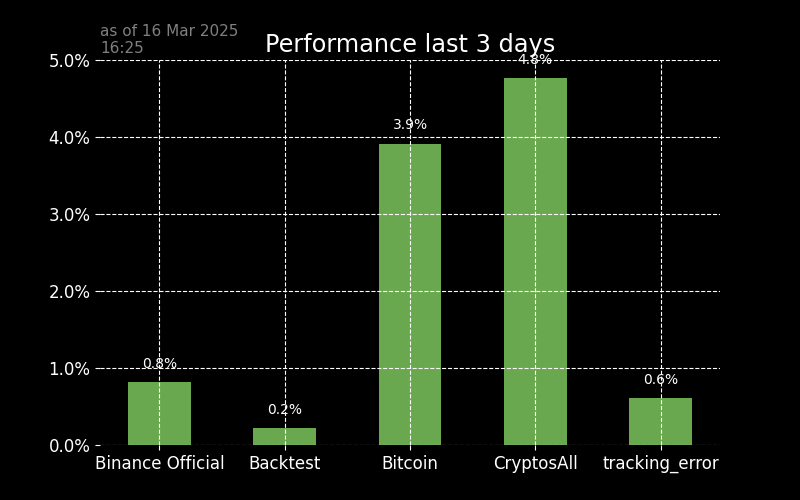 as of 16 Mar 2025
16:25
Performance last 3 days
5.0%
4.0%
3.0%
2.0%
1.0%
0.0%
0.8%
0.2%
3.9%
4.8%
0.6%
Binance Official
Backtest
Bitcoin
CryptosAll
tracking_error